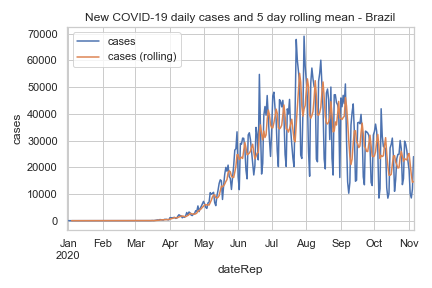 New COVID-19 daily cases and 5 day rolling mean - Brazil
cases
cases (rolling)
70000
60000
50000
40000
30000
20000
10000
0
cases
Jan Feb Mar Apr May Jun Jul Aug Sep Oct Nov
2020
dateRep